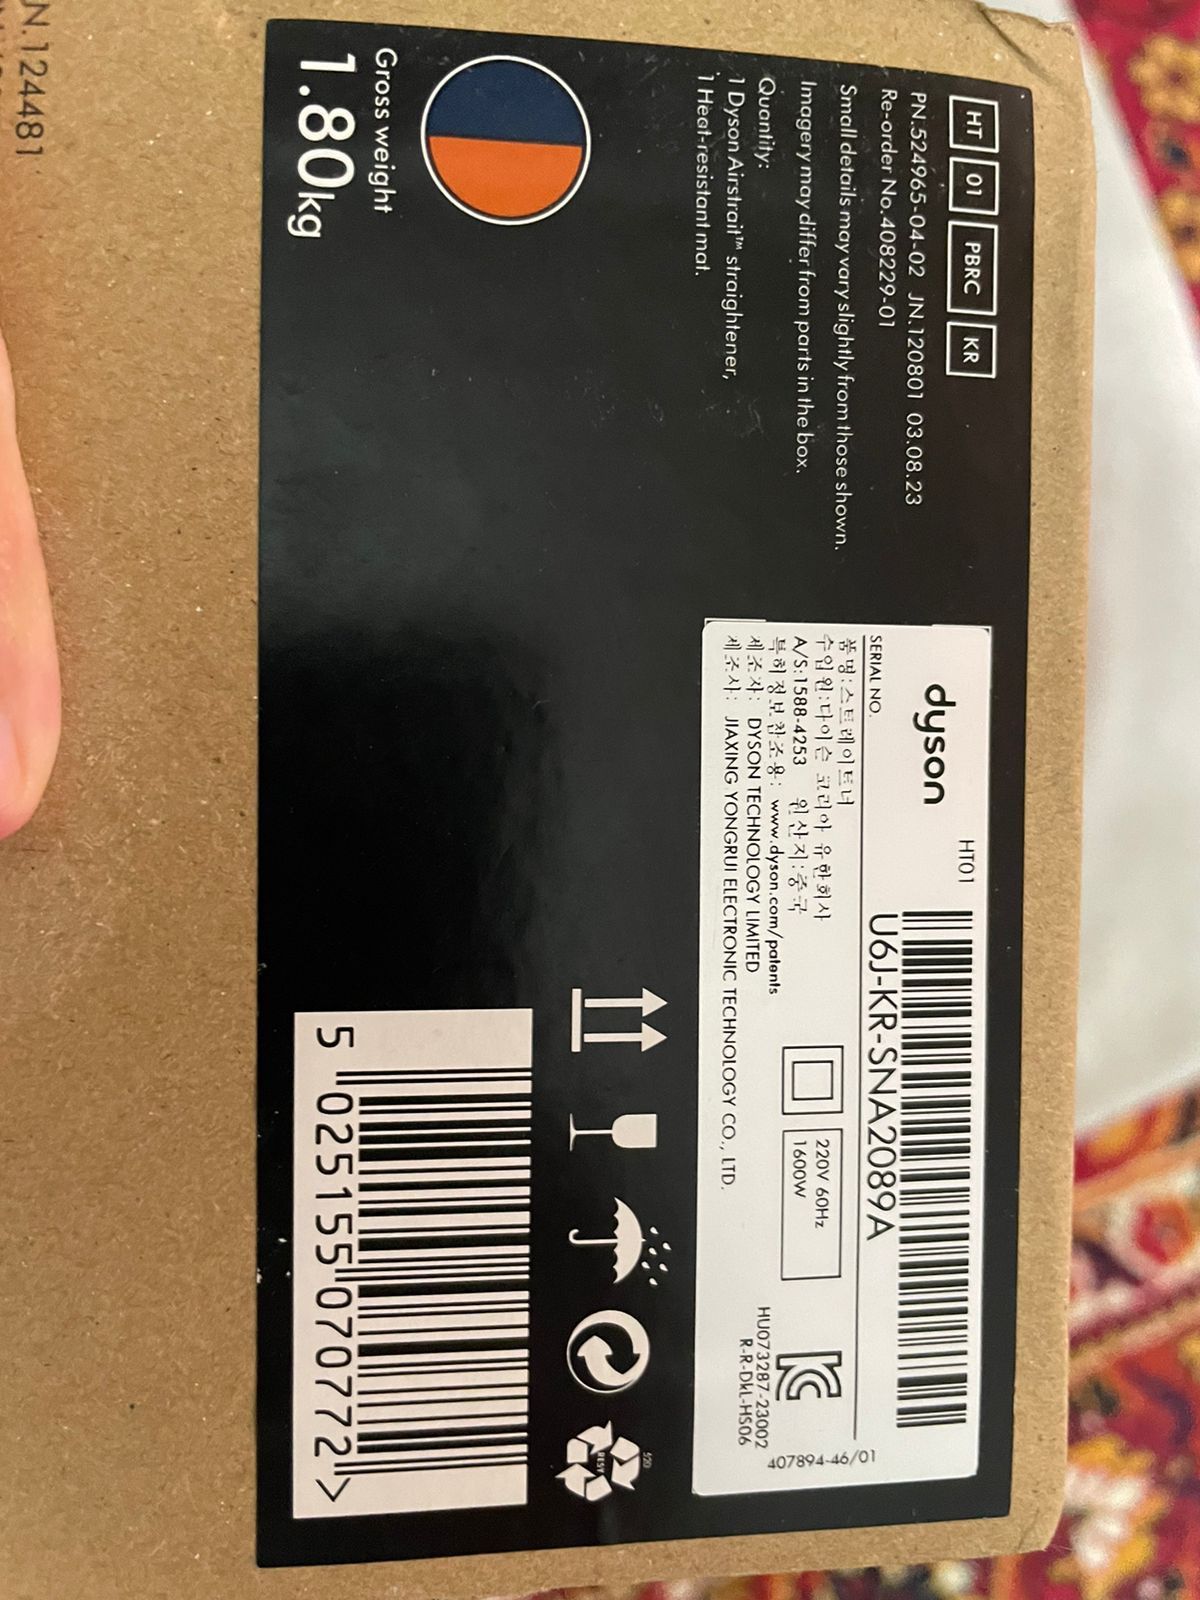 HT 01 PBRC KR
PN.524965-04-02 JN.120801 03.08.23
Re-order No.408229-01
Small details may vary slightly from those shown.
Imagery may differ from parts in the box.
Quantity:
1 Dyson Airstrait™ straightener,
1 Heat-resistant mat.
Gross weight
1.80kg
dyson
HT01
SERIAL NO.
U6J-KR-SNA2089A
품명:스트레이트너
수입원:다이슨 코리아 유한회사
A/S:1588-4253 원산지:중국
특허정보참조용: www.dyson.com/patents
제조자: DYSON TECHNOLOGY LIMITED
제조사: JIAXING YONGRUI ELECTRONIC TECHNOLOGY CO., LTD.
220V 60Hz
1600W
HU073287-23002
R-R-DkL-HS06
407894-46/01
5 025155 070772 >
N.124481